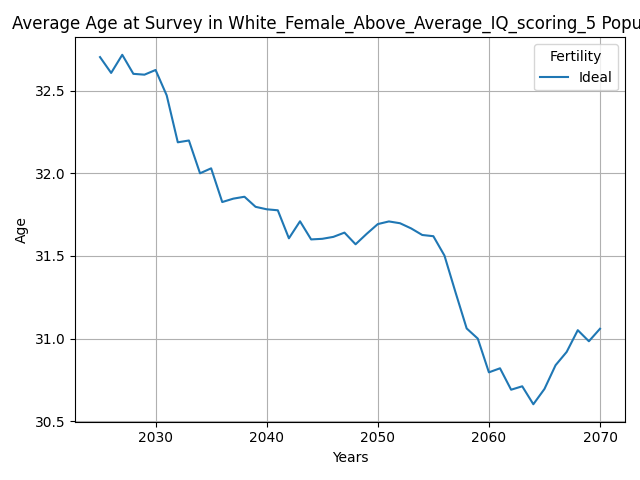 Average Age at Survey in White_Female_Above_Average_IQ_scoring_5 Popu
Fertility
Ideal
32.5
32.0
31.5
31.0
30.5
Age
2030 2040 2050 2060 2070
Years